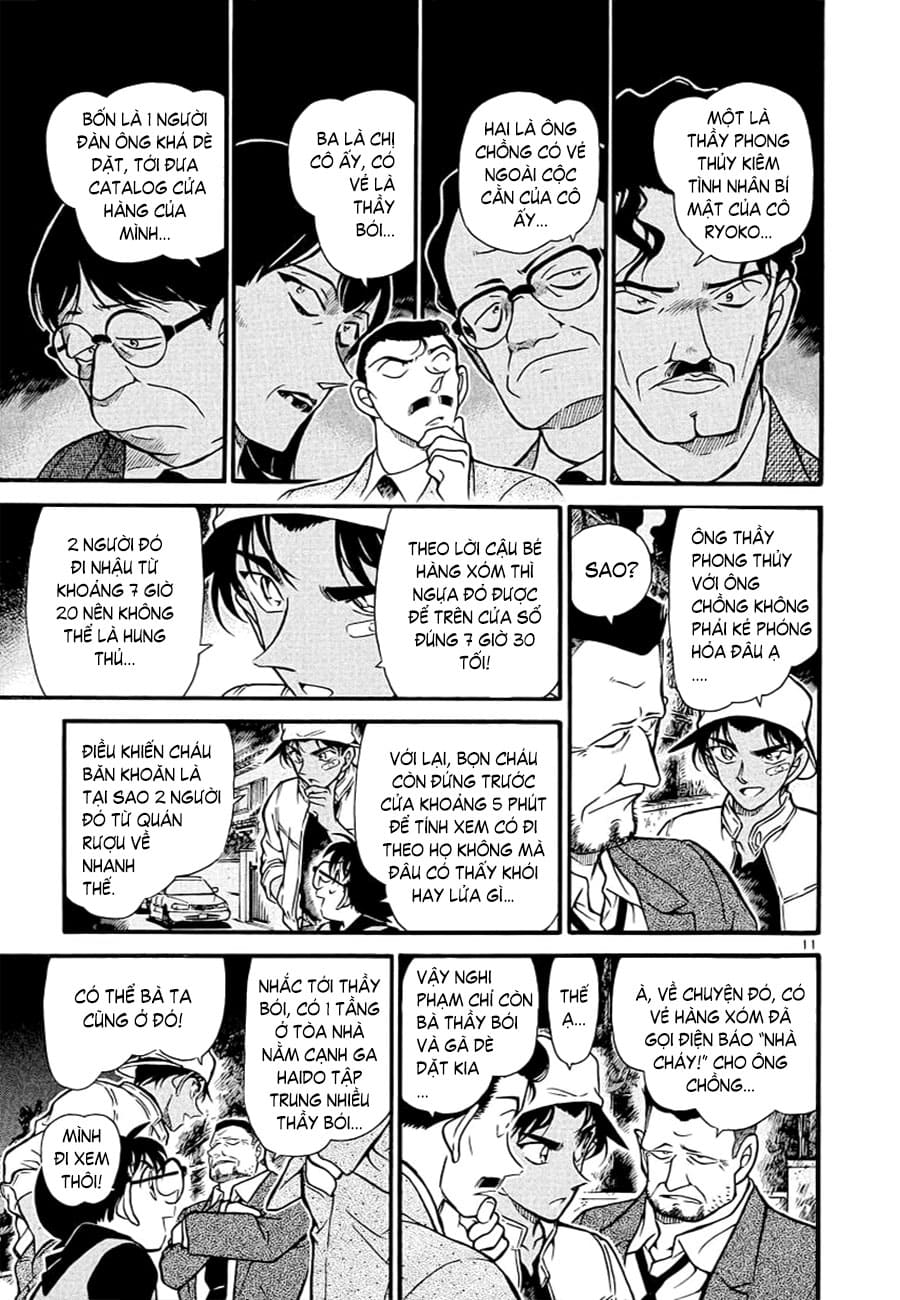 MỘT LÀ
THẦY PHONG
THỦY KIÊM
TÌNH NHÂN BÍ
MẬT CỦA CÔ
RYOKO...
HAI LÀ ÔNG
CHỒNG CÓ VẺ
NGOÀI CỘC
CẰN CỦA CÔ
ẤY...
BA LÀ CHỊ
CÔ ẤY, CÓ
VẺ LÀ
THẦY
BÓI...
BỐN LÀ 1 NGƯỜI
ĐÀN ÔNG KHÁ DÈ
DẶT, TỚI ĐƯA
CATALOG CỬA
HÀNG CỦA
MÌNH...
ÔNG THẦY
PHONG THỦY
VỚI ÔNG
CHỒNG KHÔNG
PHẢI KẺ PHÓNG
HỎA ĐÂU Ạ
....
SAO?
THEO LỜI CẬU BÉ
HÀNG XÓM THÌ
NGỰA ĐỎ ĐƯỢC
ĐỂ TRÊN CỬA SỔ
ĐÚNG 7 GIỜ 30
TỐI!
2 NGƯỜI ĐÓ
ĐI NHẬU TỪ
KHOẢNG 7 GIỜ
20 NÊN KHÔNG
THỂ LÀ HUNG
THỦ...
VỚI LẠI, BỌN CHÁU
CÒN ĐỨNG TRƯỚC
CỬA KHOẢNG 5 PHÚT
ĐỂ TÍNH XEM CÓ ĐI
THEO HỌ KHÔNG MÀ
ĐÂU CÓ THẤY KHÓI
HAY LỬA GÌ...
ĐIỀU KHIẾN CHÁU
BĂN KHOĂN LÀ
TẠI SAO 2 NGƯỜI
ĐÓ TỪ QUÁN
RƯỢU VỀ
NHANH
THẾ.
11
À, VỀ CHUYỆN ĐÓ, CÓ
VẺ HÀNG XÓM ĐÃ
GỌI ĐIỆN BÁO "NHÀ
CHÁY!" CHO ÔNG
CHỒNG...
THẾ
Ạ...
VẬY NGHI
PHẠM CHỈ CÒN
BÀ THẦY BÓI
VÀ GÃ DÈ
DẶT KIA
...
NHẮC TỚI THẦY
BÓI, CÓ 1 TẦNG
Ở TÒA NHÀ
NẰM CẠNH GA
HAIDO TẬP
TRUNG NHIỀU
THẦY BÓI...
CÓ THỂ BÀ TA
CŨNG Ở ĐÓ!
MÌNH
ĐI XEM
THÔI!